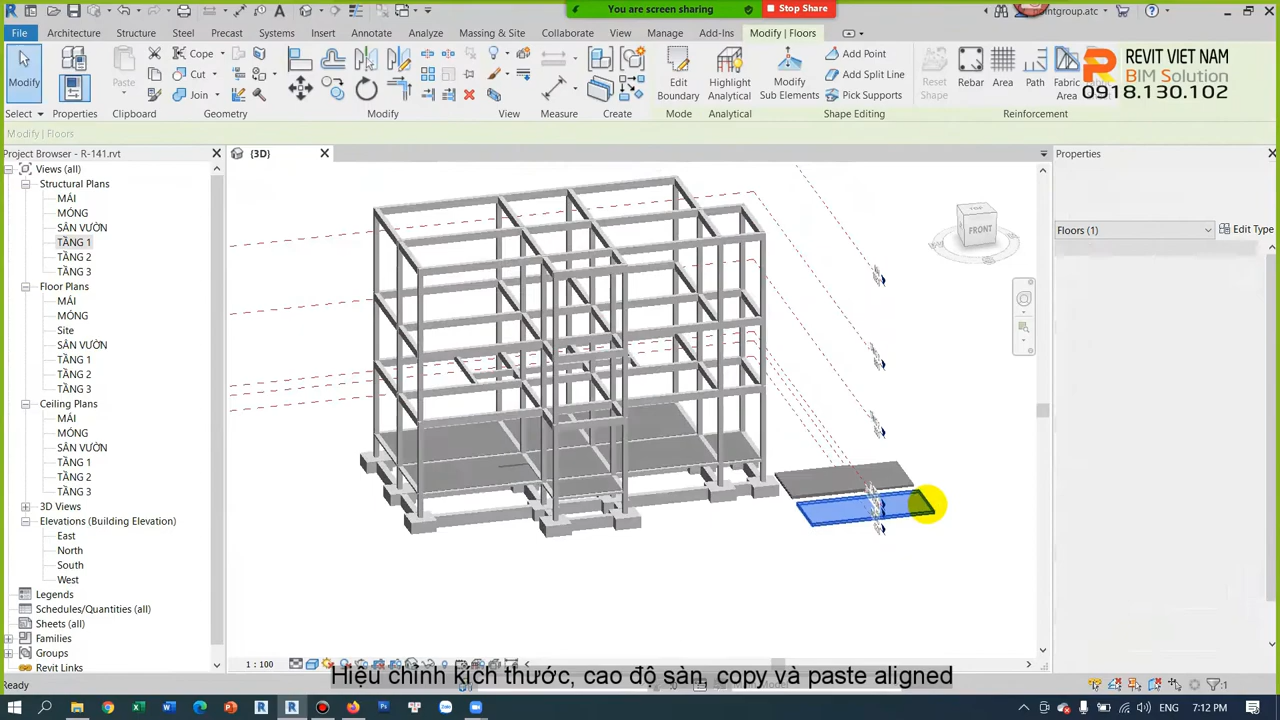 You are screen sharing
Stop Share
File
Architecture
Structure
Steel
Precast
Systems
Insert
Annotate
Analyze
Massing & Site
Collaborate
View
Manage
Add-Ins
Modify | Floors
Modify
Properties
Paste
Cope
Cut
Join
Edit
Boundary
Highlight
Analytical
Modify
Sub Elements
Add Point
Add Split Line
Pick Supports
Reset
Shape
Rebar
Area
Path
Fabric
Area
REVIT VIET NAM
BIM Solution
0918.130.102
Select
Properties
Clipboard
Geometry
Modify
View
Measure
Create
Mode
Analytical
Shape Editing
Reinforcement
Modify | Floors
Project Browser - R-141.rvt
{3D}
Properties
Views (all)
Structural Plans
MÁI
MÓNG
SÂN VƯỜN
TẦNG 1
TẦNG 2
TẦNG 3
Floor Plans
MÁI
MÓNG
Site
SÂN VƯỜN
TẦNG 1
TẦNG 2
TẦNG 3
Ceiling Plans
MÁI
MÓNG
SÂN VƯỜN
TẦNG 1
TẦNG 2
TẦNG 3
3D Views
Elevations (Building Elevation)
East
North
South
West
Legends
Schedules/Quantities (all)
Sheets (all)
Families
Groups
Revit Links
TOP
FRONT
Floors (1)
Edit Type
1 : 100
Hiệu chỉnh kích thước, cao độ sàn, copy và paste aligned
Ready
:1
ENG
7:12 PM